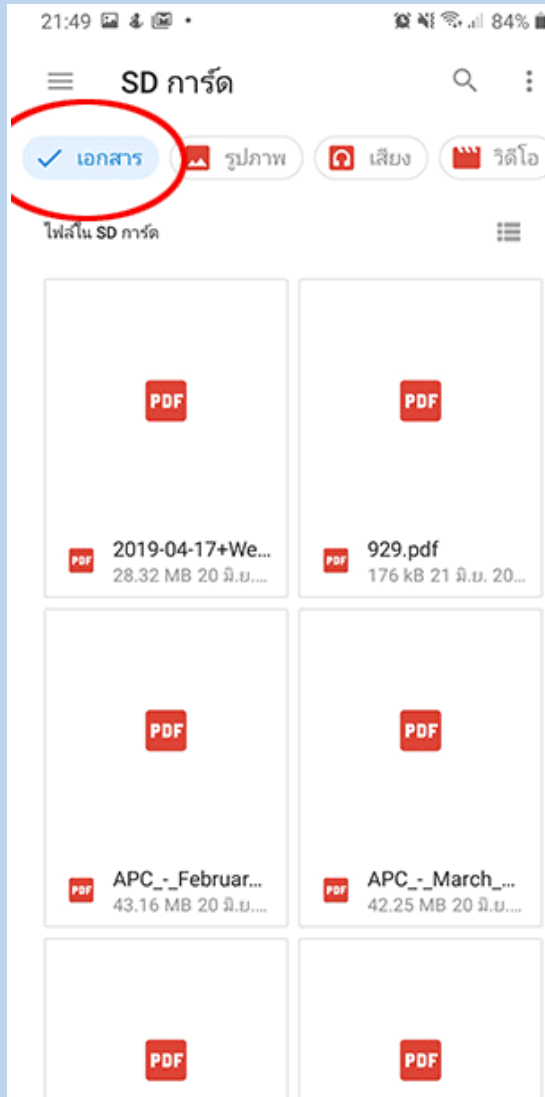 21:49 84%
SD การ์ด
เอกสาร รูปภาพ เสียง วิดีโอ
ไฟล์ใน SD การ์ด
PDF PDF
PDF 2019-04-17+We... PDF 929.pdf
28.32 MB 20 มิ.ย.... 176 kB 21 มิ.ย. 20...
PDF PDF
PDF APC_-_Februar... PDF APC_-_March_...
43.16 MB 20 มิ.ย.... 42.25 MB 20 มิ.ย....
PDF PDF